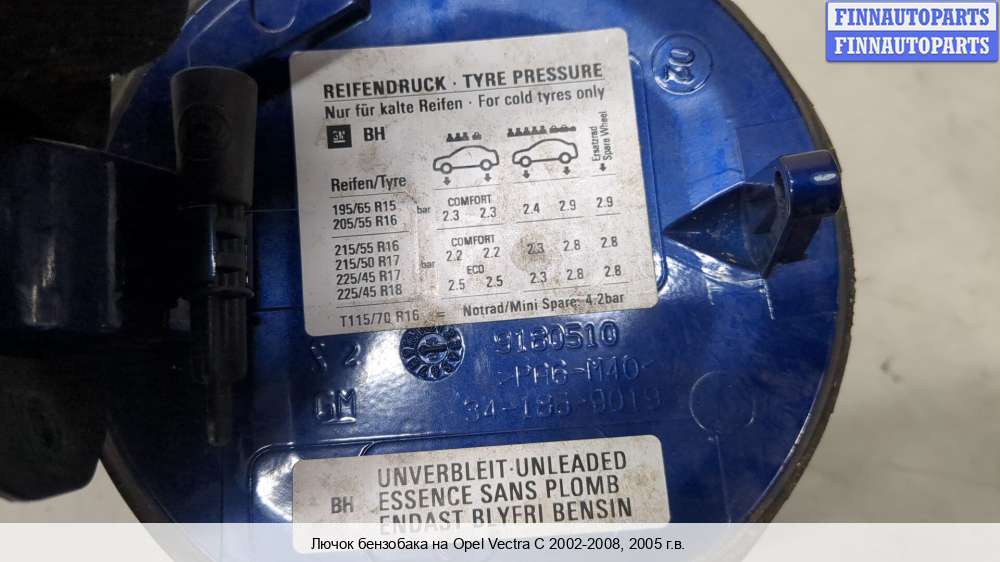 FINNAUTOPARTS
FINNAUTOPARTS
REIFENDRUCK · TYRE PRESSURE
Nur für kalte Reifen · For cold tyres only
GM BH
Ersatzrad
Spare Wheel
Reifen/Tyre
COMFORT
195/65 R15
205/55 R16
bar 2.3 2.3 2.4 2.9 2.9
COMFORT
215/55 R16
2.2 2.2 2.3 2.8 2.8
215/50 R17
bar
ECO
225/45 R17
225/45 R18
2.5 2.5 2.3 2.8 2.8
T115/70 R16 = Notrad/Mini Spare: 4.2bar
9180510
>PA6-M40<
GM
UNVERBLEIT·UNLEADED
BH ESSENCE SANS PLOMB
ENDAST BLYFRI BENSIN
Лючок бензобака на Opel Vectra C 2002-2008, 2005 г.в.